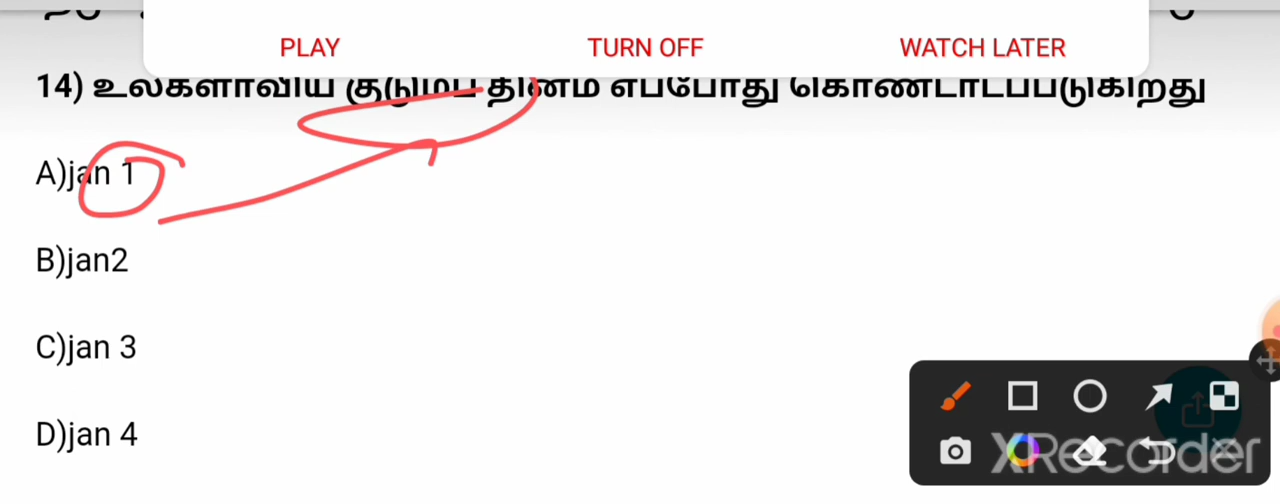 PLAY TURN OFF WATCH LATER
14) உலகளாவிய குடும்ப தினம் எப்போது கொண்டாடப்படுகிறது
A)jan 1
B)jan2
C)jan 3
D)jan 4
XRecorder